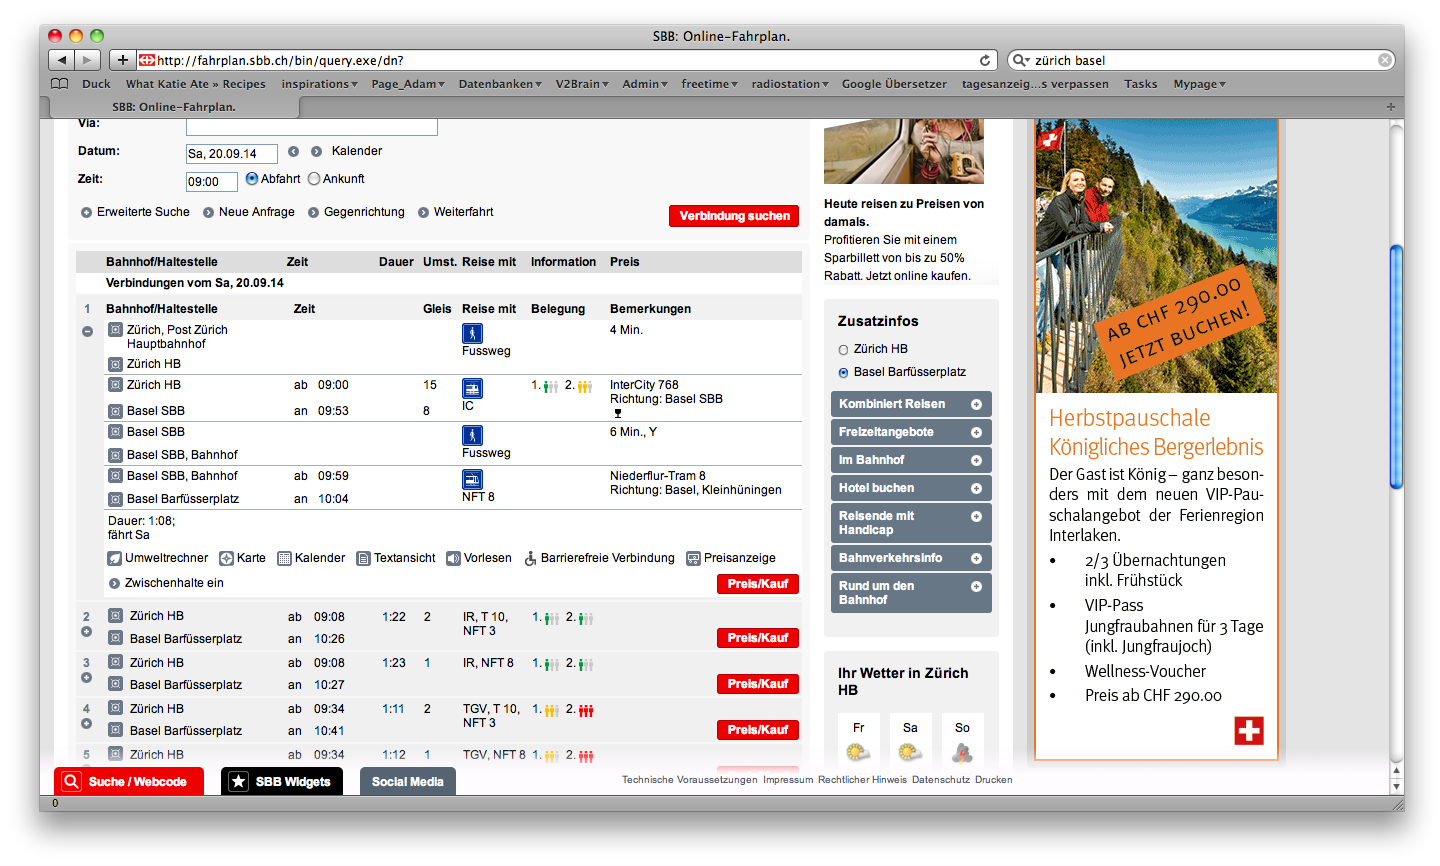 SBB: Online-Fahrplan.
http://fahrplan.sbb.ch/bin/query.exe/dn?
zürich basel
Duck What Katie Ate » Recipes inspirations Page_Adam Datenbanken V2Brain Admin freetime radiostation Google Übersetzer tagesanzeig...s verpassen Tasks Mypage
SBB: Online-Fahrplan.
Via:
Datum: Sa, 20.09.14 Kalender
Zeit: 09:00 Abfahrt Ankunft
Erweiterte Suche Neue Anfrage Gegenrichtung Weiterfahrt
Verbindung suchen
Bahnhof/Haltestelle Zeit Dauer Umst. Reise mit Information Preis
Verbindungen vom Sa, 20.09.14
1 Bahnhof/Haltestelle Zeit Gleis Reise mit Belegung Bemerkungen
Zürich, Post Zürich 4 Min.
Hauptbahnhof
Fussweg
Zürich HB
Zürich HB ab 09:00 15 1. 2. InterCity 768
Richtung: Basel SBB
IC
Basel SBB an 09:53 8
Basel SBB 6 Min., Y
Fussweg
Basel SBB, Bahnhof
Basel SBB, Bahnhof ab 09:59 Niederflur-Tram 8
Richtung: Basel, Kleinhüningen
Basel Barfüsserplatz an 10:04 NFT 8
Dauer: 1:08;
fährt Sa
Umweltrechner Karte Kalender Textansicht Vorlesen Barrierefreie Verbindung Preisanzeige
Zwischenhalte ein Preis/Kauf
2 Zürich HB ab 09:08 1:22 2 IR, T 10, 1. 2.
NFT 3
Basel Barfüsserplatz an 10:26 Preis/Kauf
3 Zürich HB ab 09:08 1:23 1 IR, NFT 8 1. 2.
Basel Barfüsserplatz an 10:27 Preis/Kauf
4 Zürich HB ab 09:34 1:11 2 TGV, T 10, 1. 2.
NFT 3
Basel Barfüsserplatz an 10:41 Preis/Kauf
5 Zürich HB ab 09:34 1:12 1 TGV, NFT 8 1. 2.
Heute reisen zu Preisen von
damals.
Profitieren Sie mit einem
Sparbillett von bis zu 50%
Rabatt. Jetzt online kaufen.
Zusatzinfos
Zürich HB
Basel Barfüsserplatz
Kombiniert Reisen
Freizeitangebote
Im Bahnhof
Hotel buchen
Reisende mit
Handicap
Bahnverkehrsinfo
Rund um den
Bahnhof
Ihr Wetter in Zürich
HB
Fr Sa So
AB CHF 290.00
JETZT BUCHEN!
Herbstpauschale
Königliches Bergerlebnis
Der Gast ist König – ganz beson-
ders mit dem neuen VIP-Pau-
schalangebot der Ferienregion
Interlaken.
• 2/3 Übernachtungen
inkl. Frühstück
• VIP-Pass
Jungfraubahnen für 3 Tage
(inkl. Jungfraujoch)
• Wellness-Voucher
• Preis ab CHF 290.00
Suche / Webcode SBB Widgets Social Media
Technische Voraussetzungen Impressum Rechtlicher Hinweis Datenschutz Drucken
0